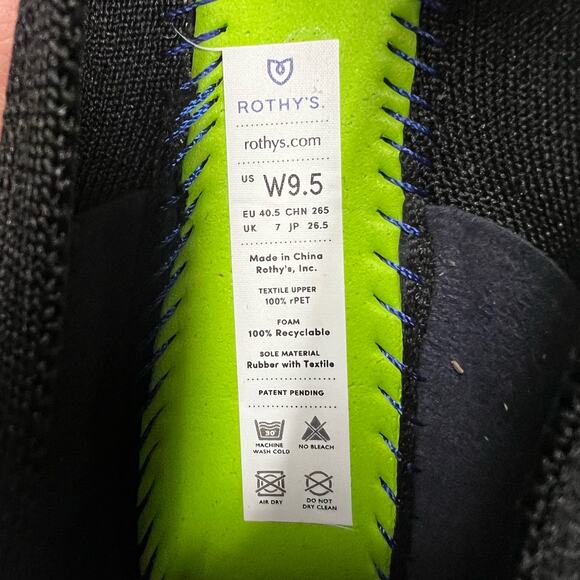 ROTHY'S.
rothys.com
US W9.5
EU 40.5 CHN 265
UK 7 JP 26.5
Made in China
Rothy's, Inc.
TEXTILE UPPER
100% rPET
FOAM
100% Recyclable
SOLE MATERIAL
Rubber with Textile
PATENT PENDING
30°
MACHINE
WASH COLD
NO BLEACH
AIR DRY
DO NOT
DRY CLEAN